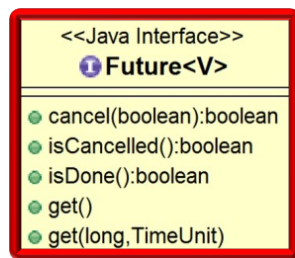 <<Java Interface>>
I Future<V>
cancel(boolean):boolean
isCancelled():boolean
isDone():boolean
get()
get(long,TimeUnit)